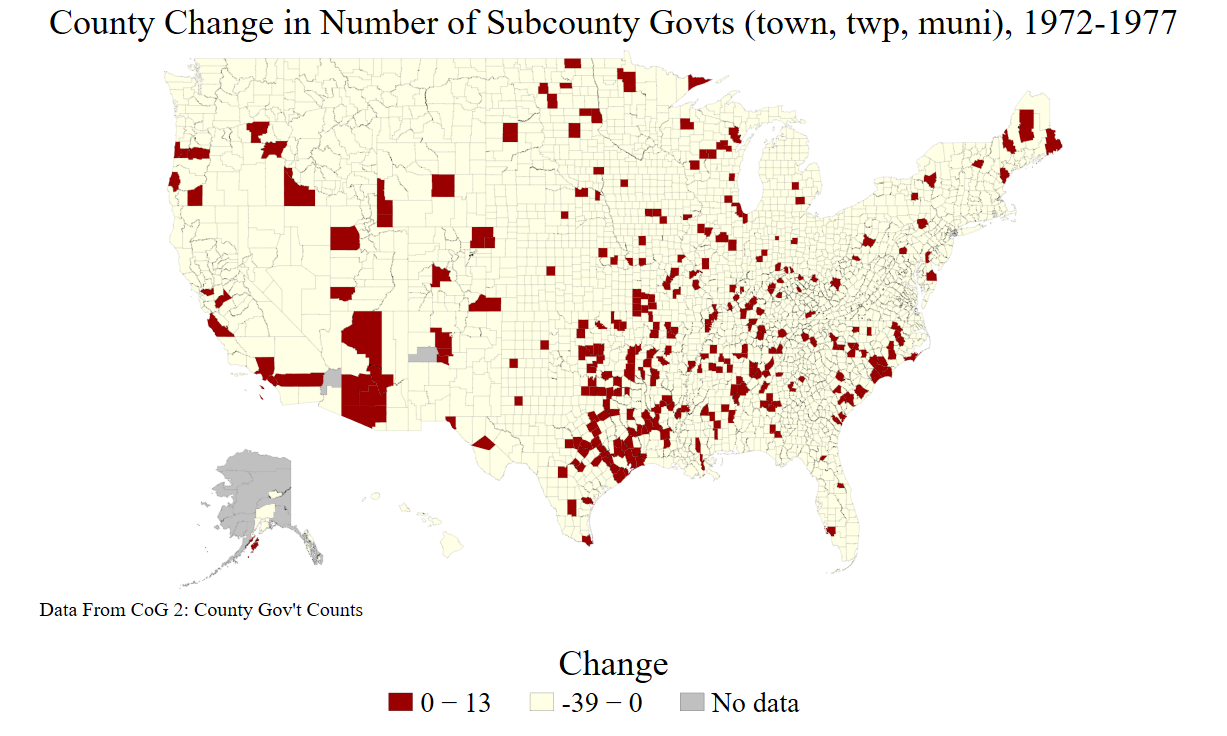 County Change in Number of Subcounty Govts (town, twp, muni), 1972-1977
Data From CoG 2: County Gov't Counts
Change
0 − 13 -39 − 0 No data